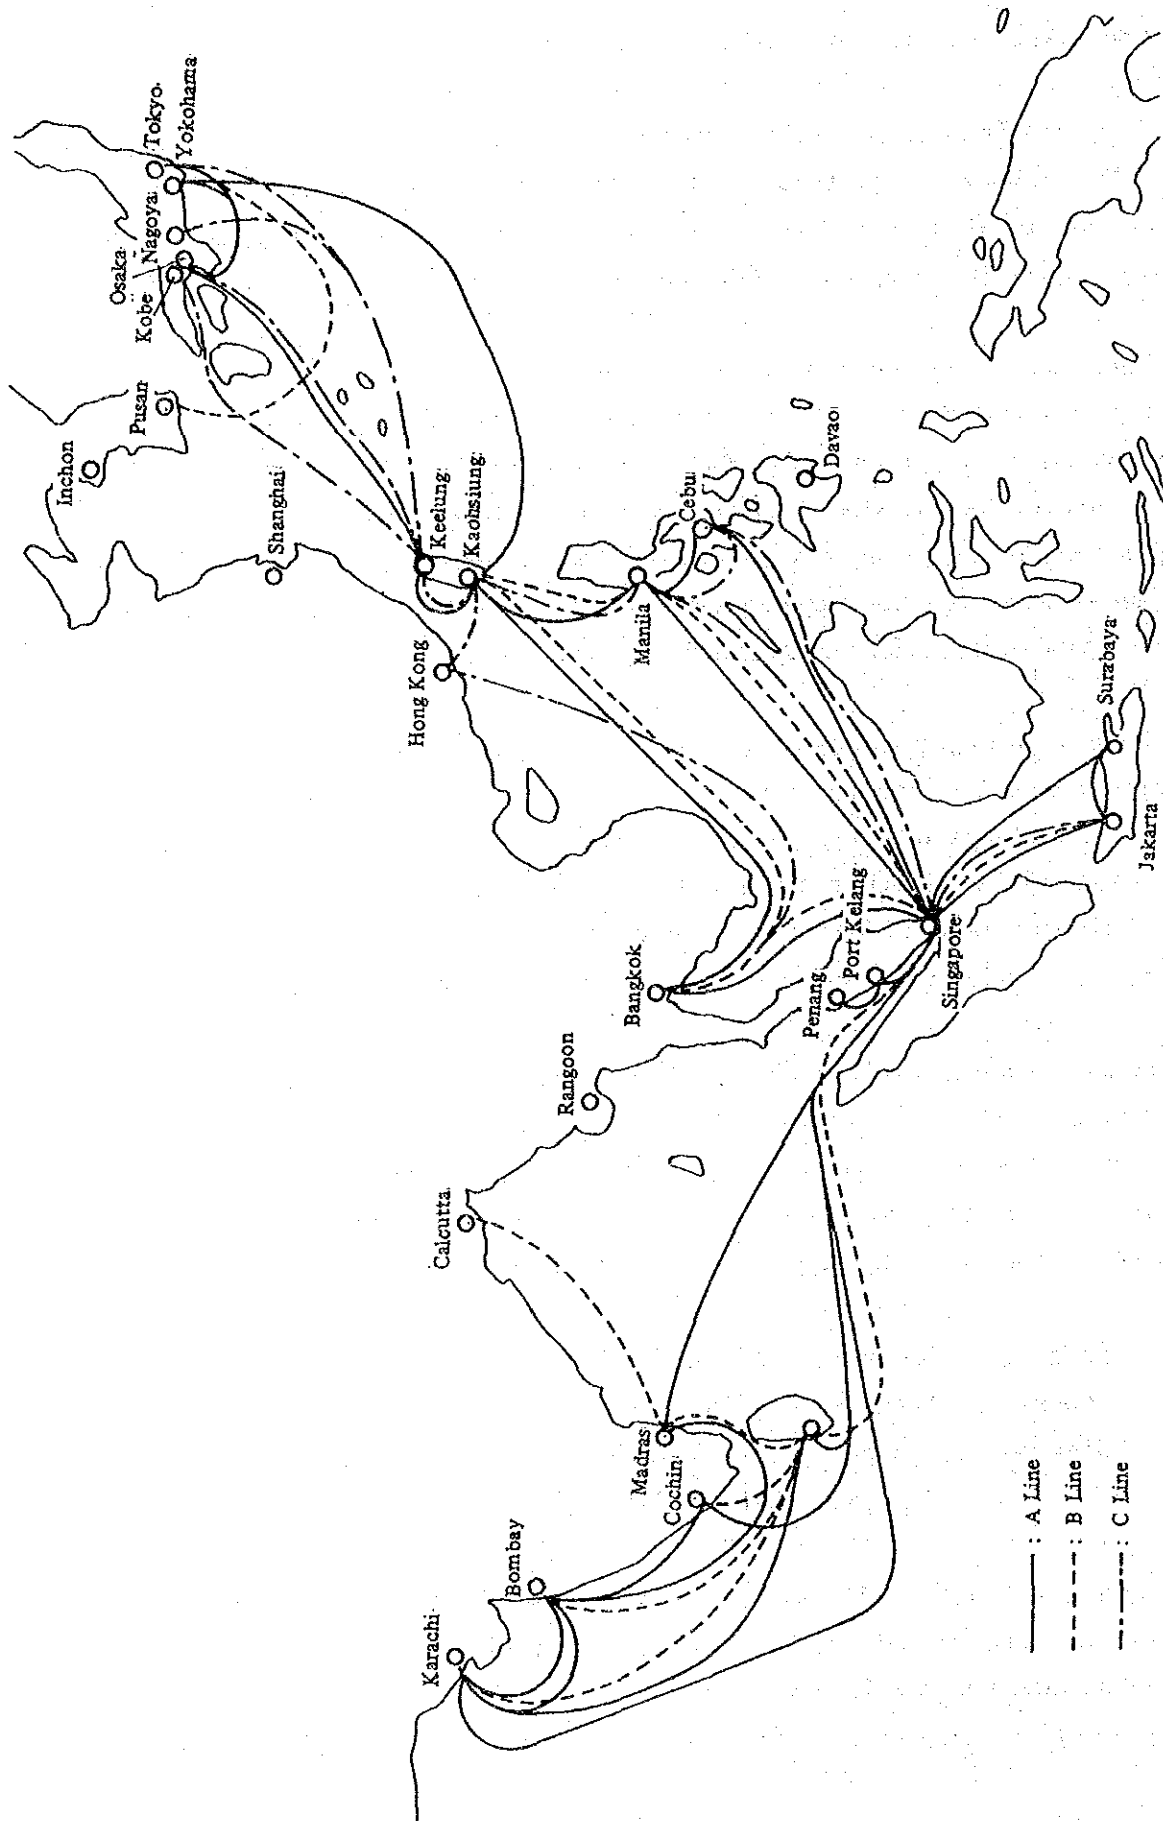 Tokyo
Yokohama
Nagoya
Osaka
Kobe
Pusan
Inchon
Shanghai
Keelung
Kaohsiung
Hong Kong
Manila
Cebu
Davao
Bangkok
Port Kelang
Penang
Singapore
Surabaya
Jakarta
Rangoon
Calcutta
Madras
Cochin
Bombay
Karachi
: A Line
: B Line
: C Line